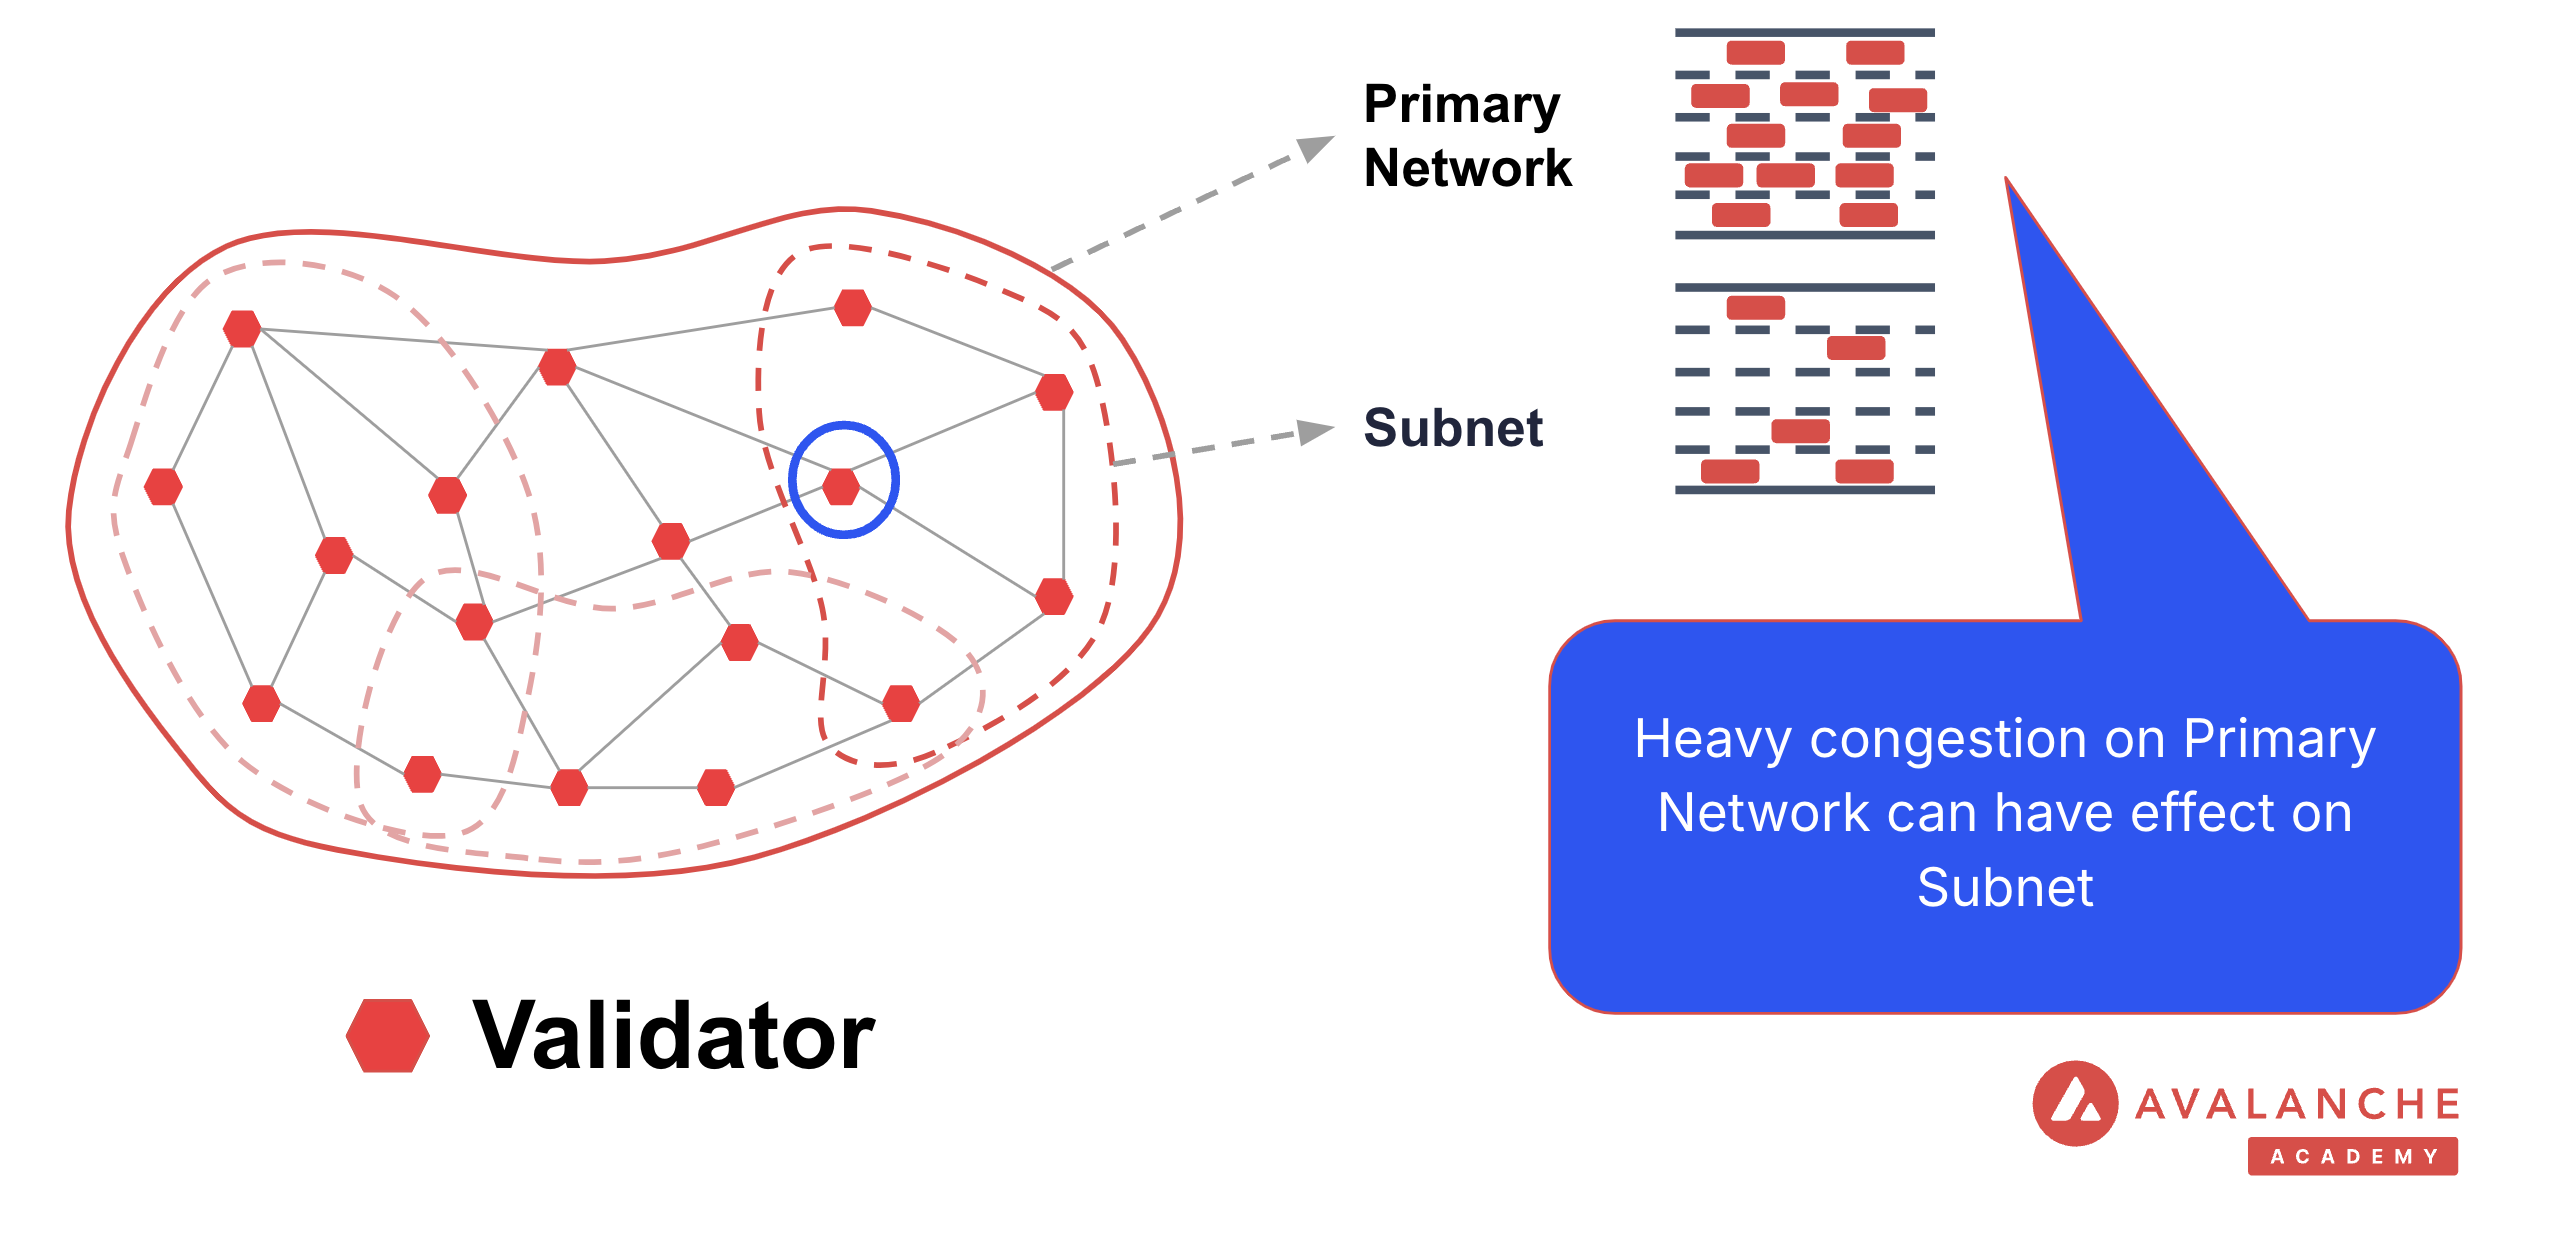 Primary
Network
Subnet
Heavy congestion on Primary
Network can have effect on
Subnet
Validator
AVALANCHE
ACADEMY